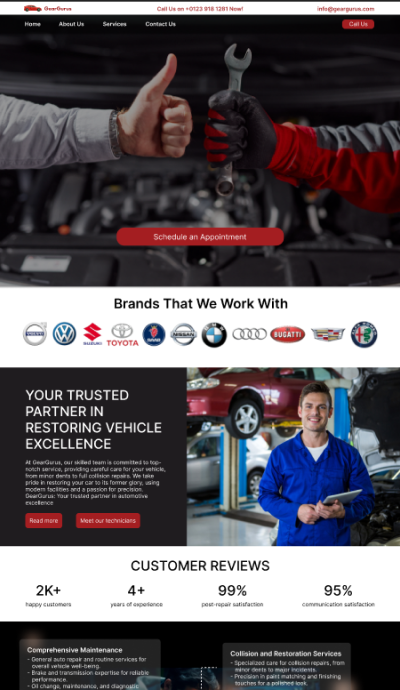 GearGurus
Call Us on +0123 918 1281 Now!
info@geargurus.com
Home
About Us
Services
Contact Us
Call Us
Schedule an Appointment
Brands That We Work With
SUZUKI
TOYOTA
NISSAN
BUGATTI
YOUR TRUSTED
PARTNER IN
RESTORING VEHICLE
EXCELLENCE
At GearGurus, our skilled team is committed to top-
notch service, providing careful care for your vehicle,
from minor dents to full collision repairs. We take
pride in restoring your car to its former glory, using
modern facilities and a passion for precision.
GearGurus: Your trusted partner in automotive
excellence
Read more
Meet our technicians
CUSTOMER REVIEWS
2K+
happy customers
4+
years of experience
99%
post-repair satisfaction
95%
communication satisfaction
Comprehensive Maintenance
- General auto repair and routine services for
overall vehicle well-being.
- Brake and transmission expertise for reliable
performance.
- Oil change, maintenance, and diagnostic
Collision and Restoration Services
- Specialized care for collision repairs, from
minor dents to major incidents.
- Precision in paint matching and finishing
touches for a polished look.